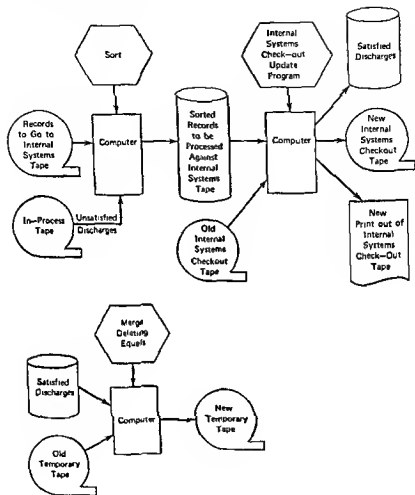 Sort
Internal
Systems
Check-out
Update
Program
Satisfied
Discharges
Records
to Go to
Internal
Systems
Tape
Computer
Sorted
Records
to be
Processed
Against
Internal
Systems
Tape
Computer
New
Internal
Systems
Checkout
Tape
In-Process
Tape
Unsatisfied
Discharges
Old
Internal
Systems
Checkout
Tape
New
Print out of
Internal
Systems
Check-Out
Tape
Merge
Deleting
Equals
Satisfied
Discharges
Computer
New
Temporary
Tape
Old
Temporary
Tape